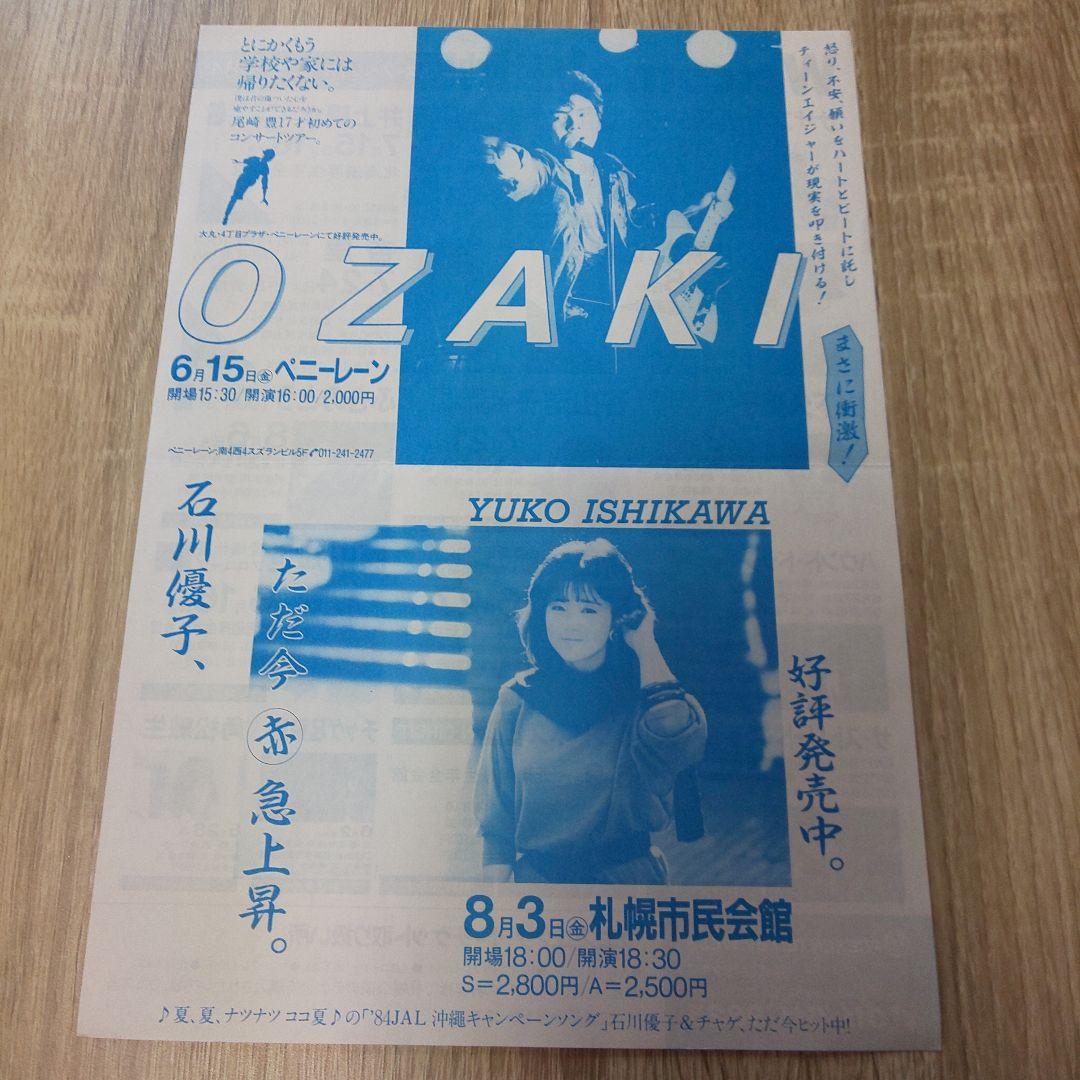 とにかくもう
学校や家には
帰りたくない。
尾崎 豊17才初めての
コンサートツアー。
大丸・4丁目プラザ・ペニーレーンにて好評発売中。
怒り、不安、願いをハートとビートに託し
ティーンエイジャーが現実を叩き付ける!
まさに衝激!
OZAKI
6月15日㊎ペニーレーン
開場15:30/開演16:00/2,000円
ペニーレーン;南4西4スズランビル5F✆011-241-2477
YUKO ISHIKAWA
石川優子、
ただ今㊤急上昇。
好評発売中。
8月3日㊎札幌市民会館
開場18:00/開演18:30
S=2,800円/A=2,500円
♪夏、夏、ナツナツ ココ夏♪の「'84JAL 沖縄キャンペーンソング」石川優子&チャゲ、ただ今ヒット中!